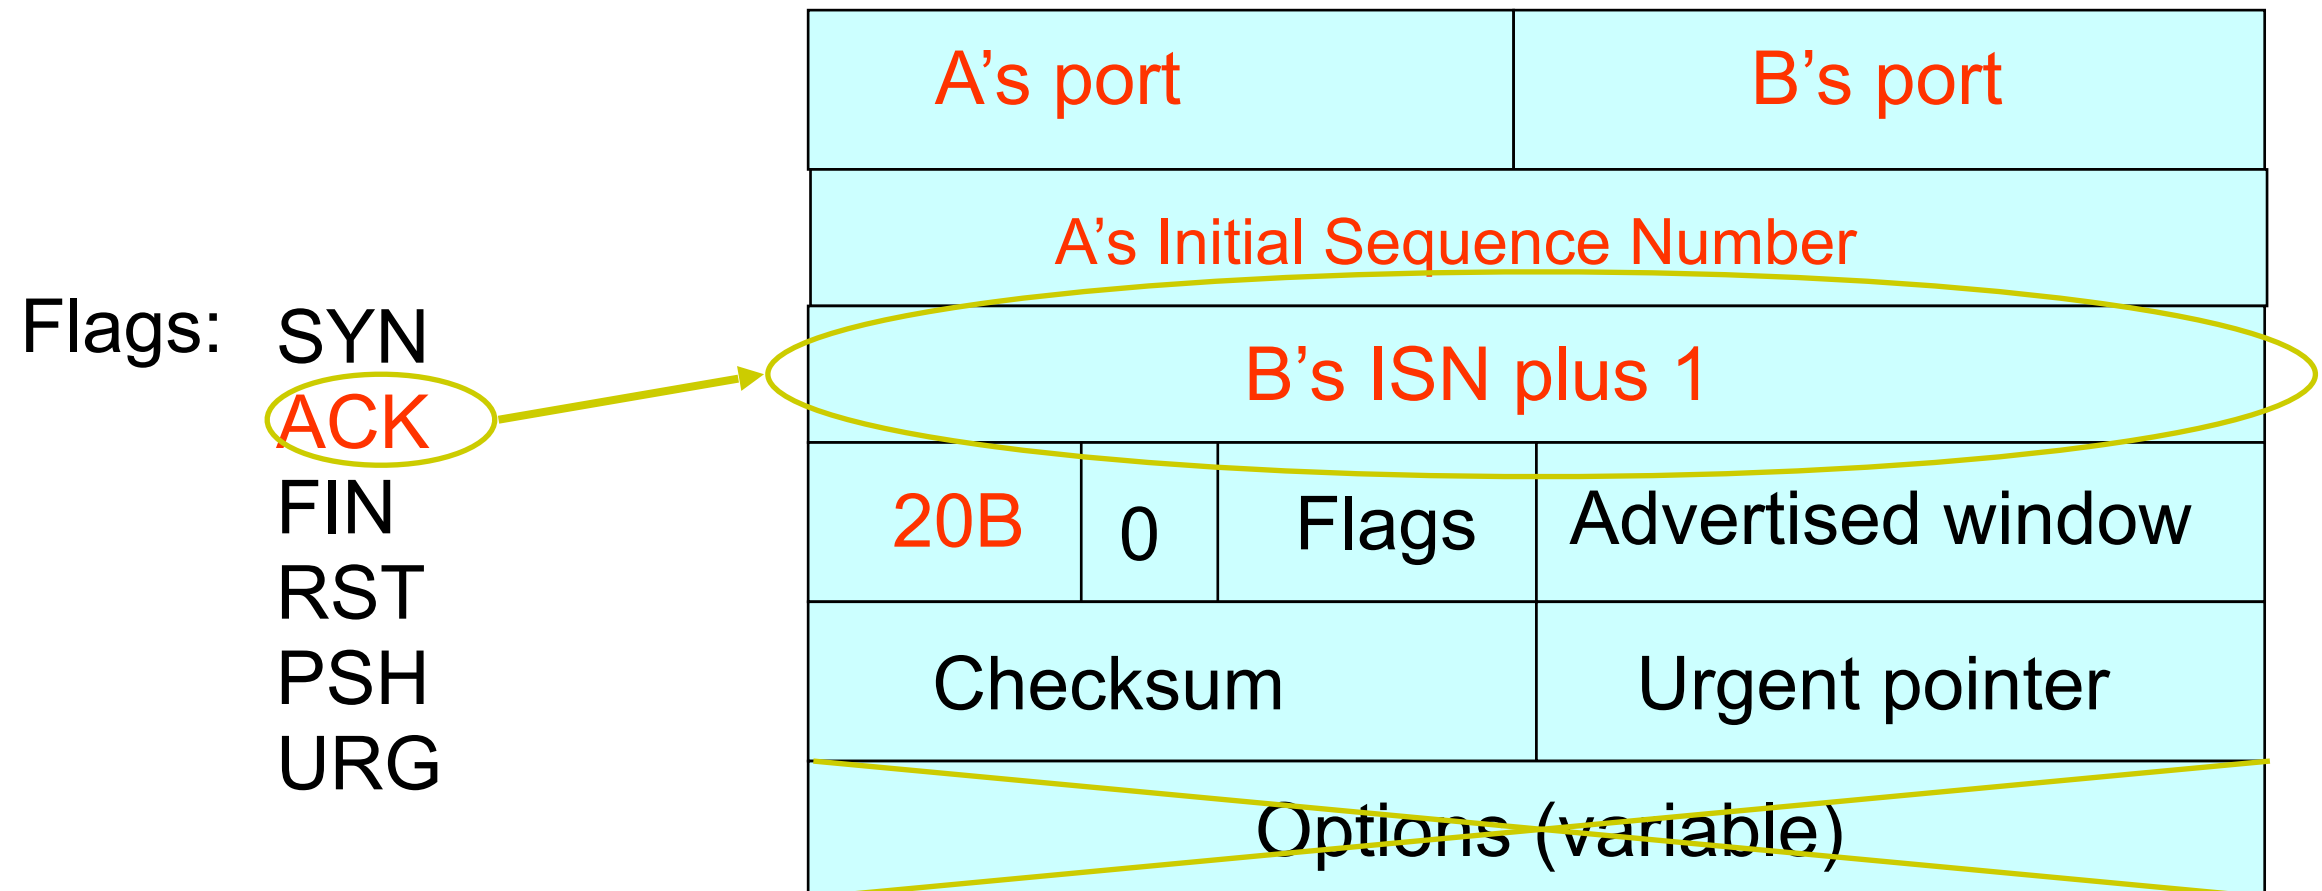 A’s port
B’s port
A’s Initial Sequence Number
Flags:
SYN
ACK
FIN
RST
PSH
URG
B’s ISN plus 1
20B
0
Flags
Advertised window
Checksum
Urgent pointer
Options (variable)